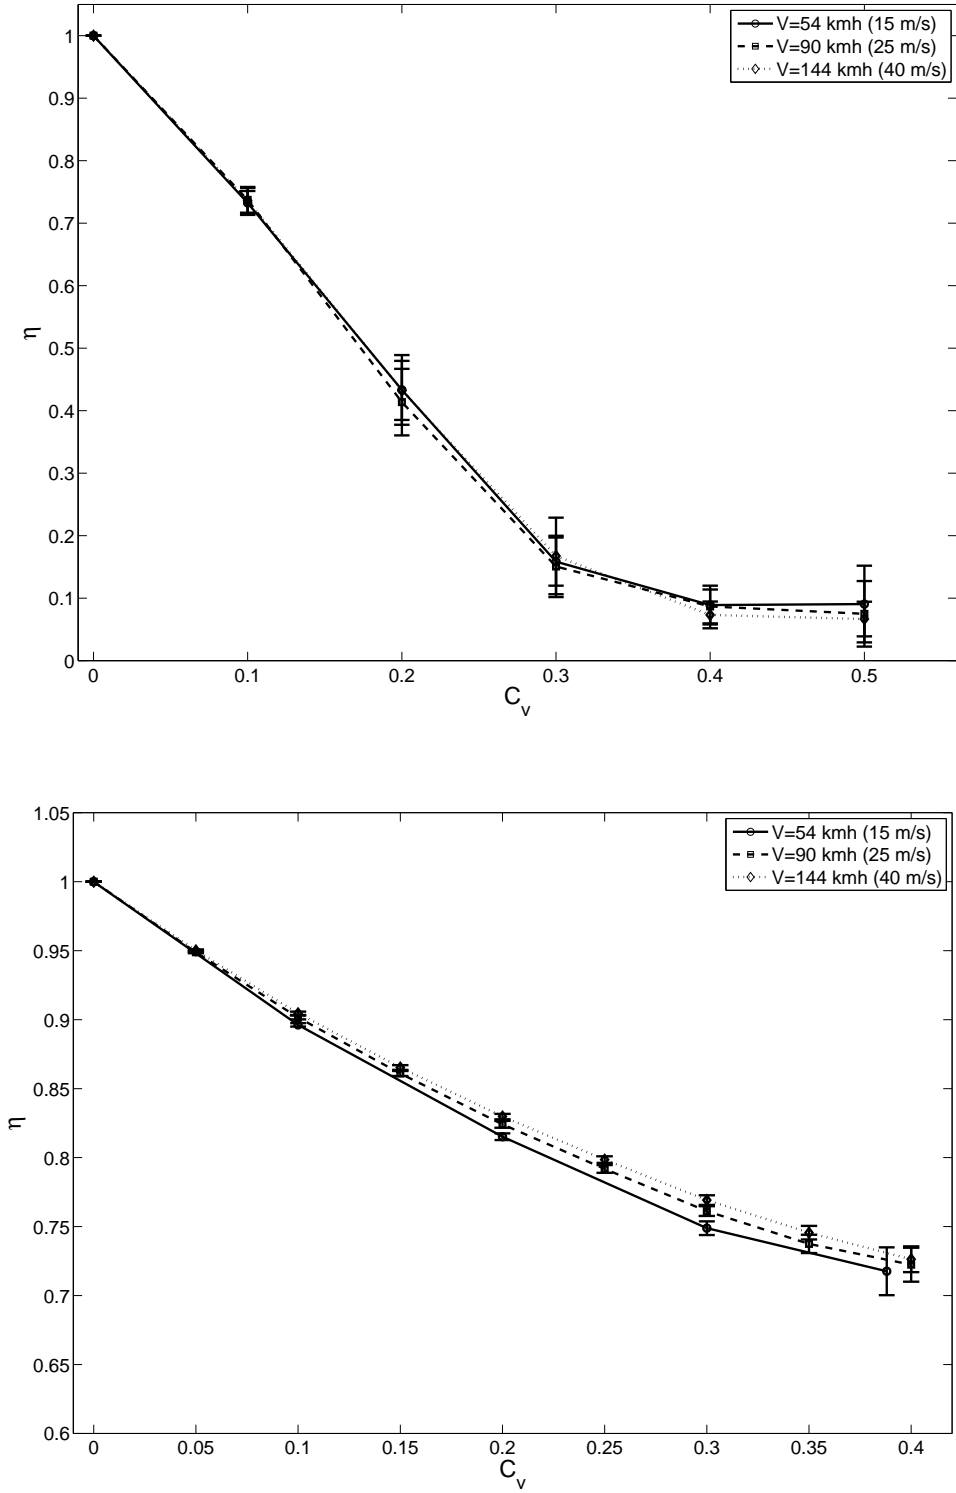 V=54 kmh (15 m/s)
V=90 kmh (25 m/s)
V=144 kmh (40 m/s)
1
0.9
0.8
0.7
0.6
0.5
0.4
0.3
0.2
0.1
0
η
0 0.1 0.2 0.3 0.4 0.5
C_v
V=54 kmh (15 m/s)
V=90 kmh (25 m/s)
V=144 kmh (40 m/s)
1.05
1
0.95
0.9
0.85
0.8
0.75
0.7
0.65
0.6
η
0 0.05 0.1 0.15 0.2 0.25 0.3 0.35 0.4
C_v